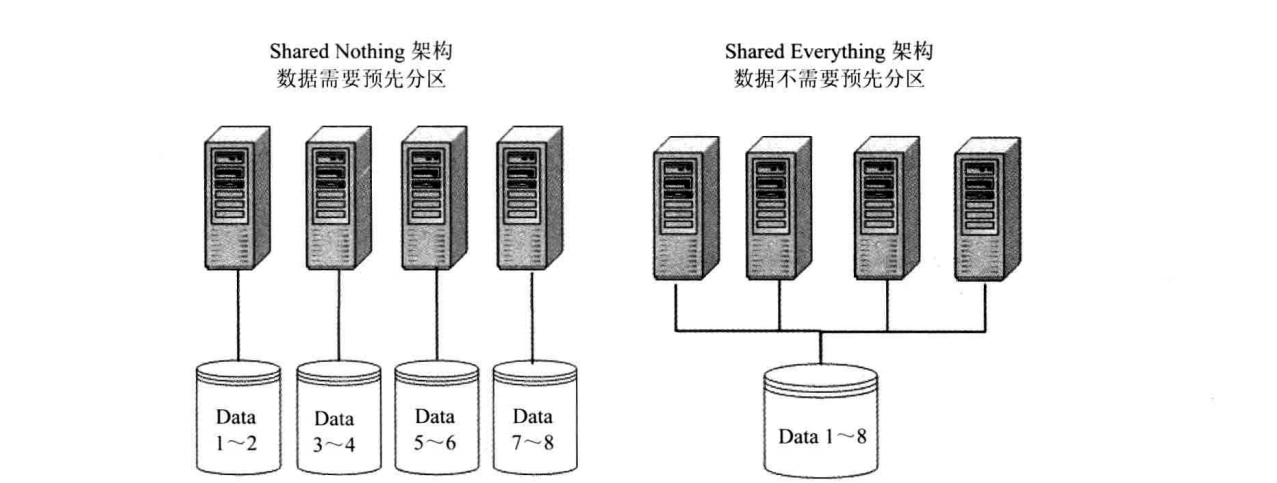 Shared Nothing 架构
数据需要预先分区
Shared Everything 架构
数据不需要预先分区
Data
1～2
Data
3～4
Data
5～6
Data
7～8
Data 1～8